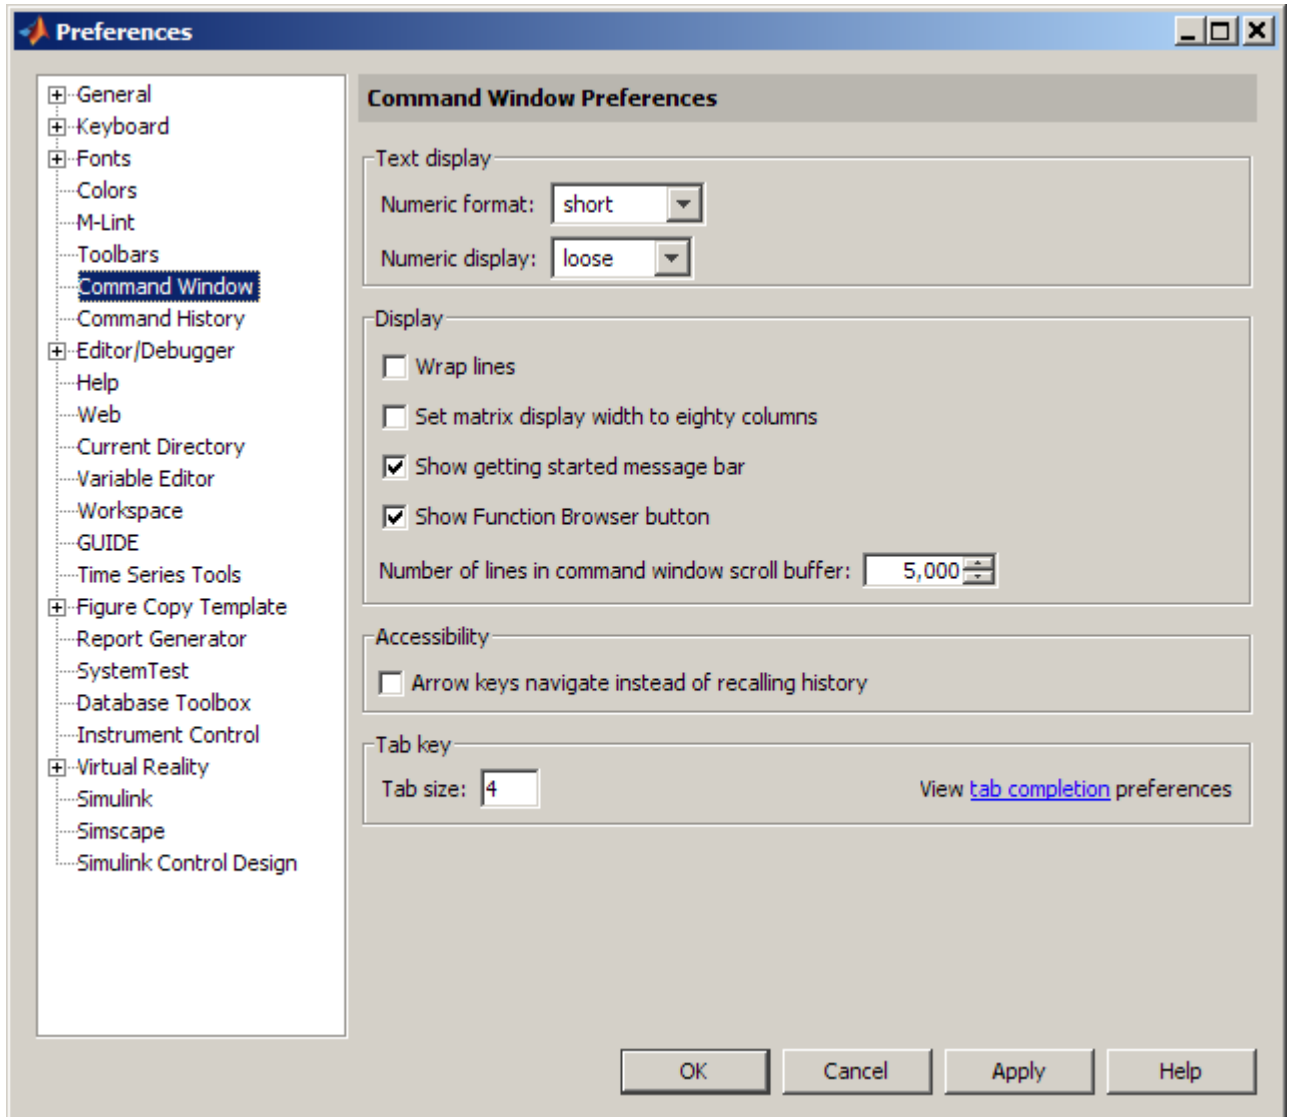 Preferences
General
Keyboard
Fonts
Colors
M-Lint
Toolbars
Command Window
Command History
Editor/Debugger
Help
Web
Current Directory
Variable Editor
Workspace
GUIDE
Time Series Tools
Figure Copy Template
Report Generator
SystemTest
Database Toolbox
Instrument Control
Virtual Reality
Simulink
Simscape
Simulink Control Design
Command Window Preferences
Text display
Numeric format: short
Numeric display: loose
Display
Wrap lines
Set matrix display width to eighty columns
Show getting started message bar
Show Function Browser button
Number of lines in command window scroll buffer: 5,000
Accessibility
Arrow keys navigate instead of recalling history
Tab key
Tab size: 4 View tab completion preferences
OK Cancel Apply Help